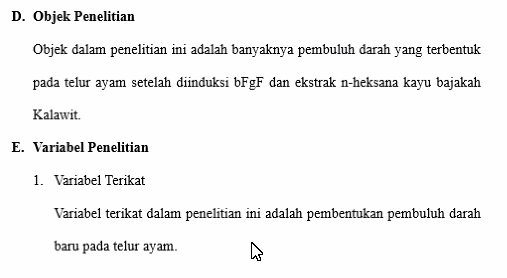 D. Objek Penelitian
Objek dalam penelitian ini adalah banyaknya pembuluh darah yang terbentuk
pada telur ayam setelah diinduksi bFgF dan ekstrak n-heksana kayu bajakah
Kalawit.
E. Variabel Penelitian
1. Variabel Terikat
Variabel terikat dalam penelitian ini adalah pembentukan pembuluh darah
baru pada telur ayam.